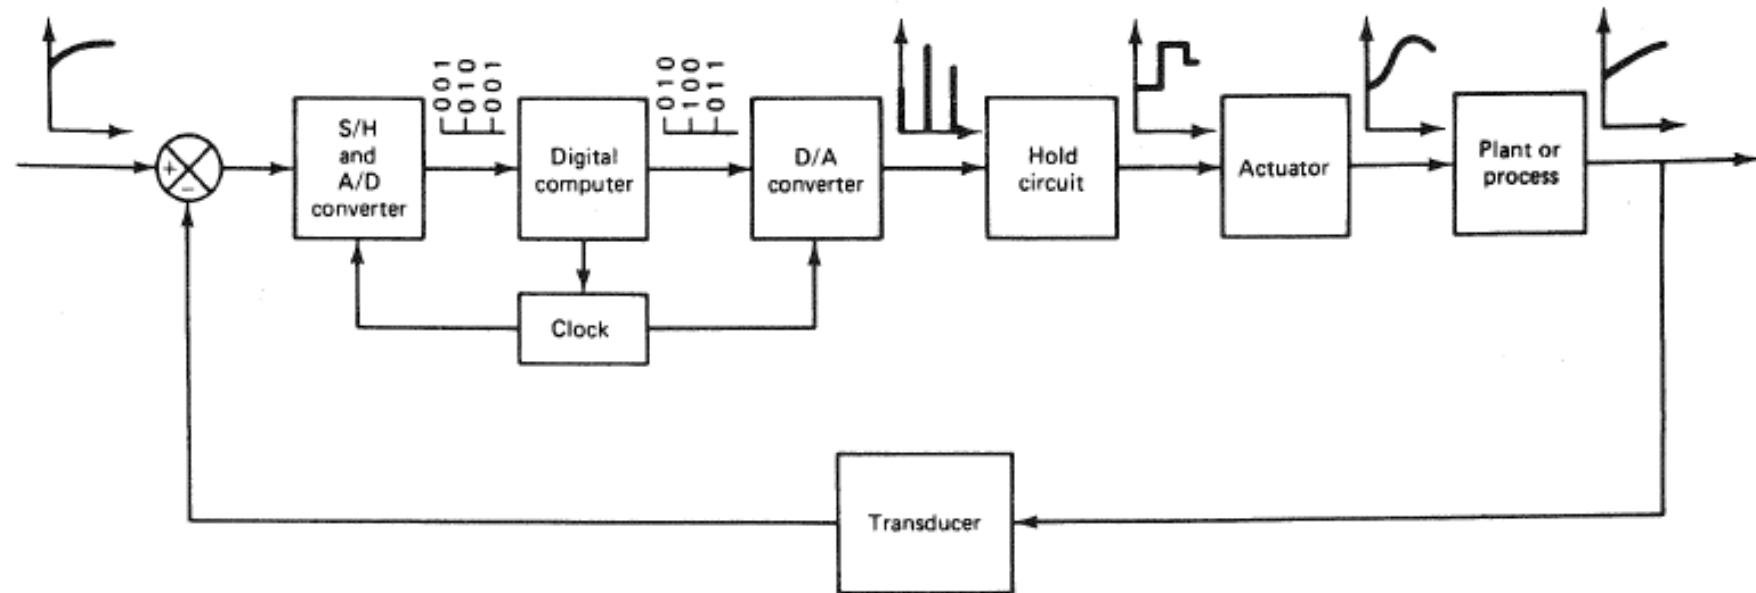 001
010
001
010
100
011
S/H
and
A/D
converter
Digital
computer
D/A
converter
Hold
circuit
Actuator
Plant or
process
+
−
Clock
Transducer